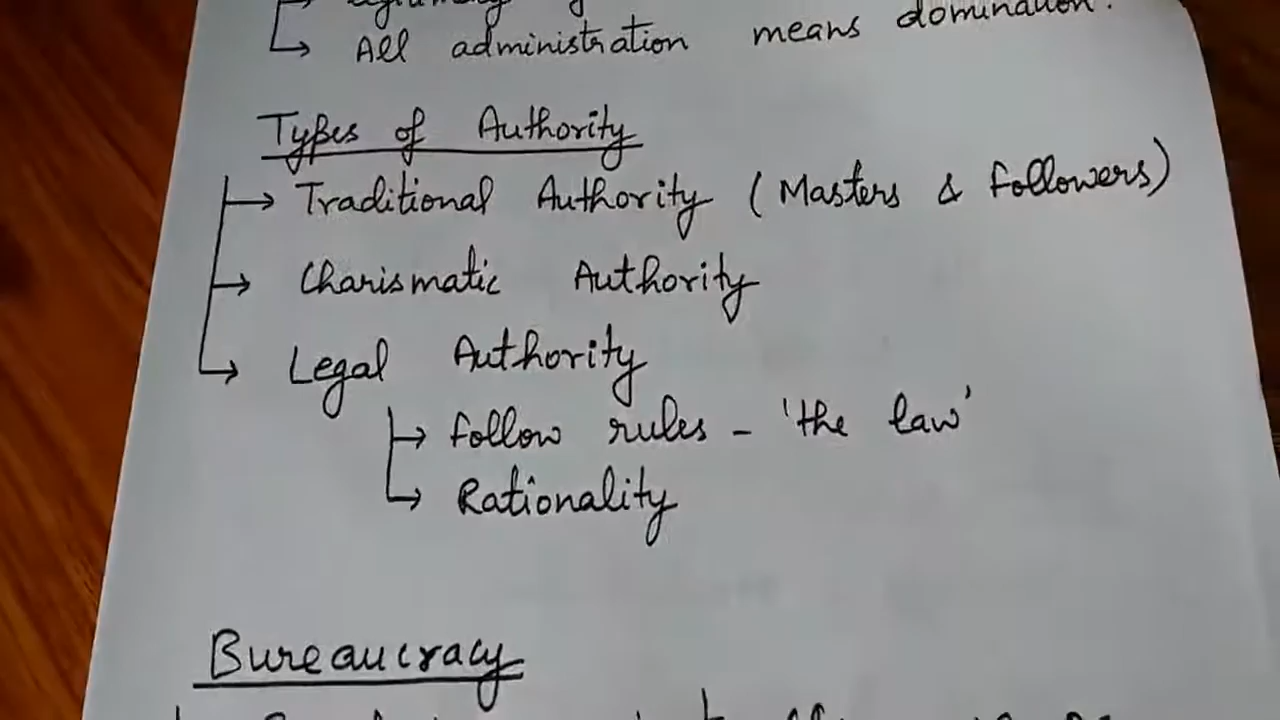 All administration means domination.
Types of Authority
Traditional Authority (Masters & followers)
Charismatic Authority
Legal Authority
follow rules - 'the law'
Rationality
Bureaucracy